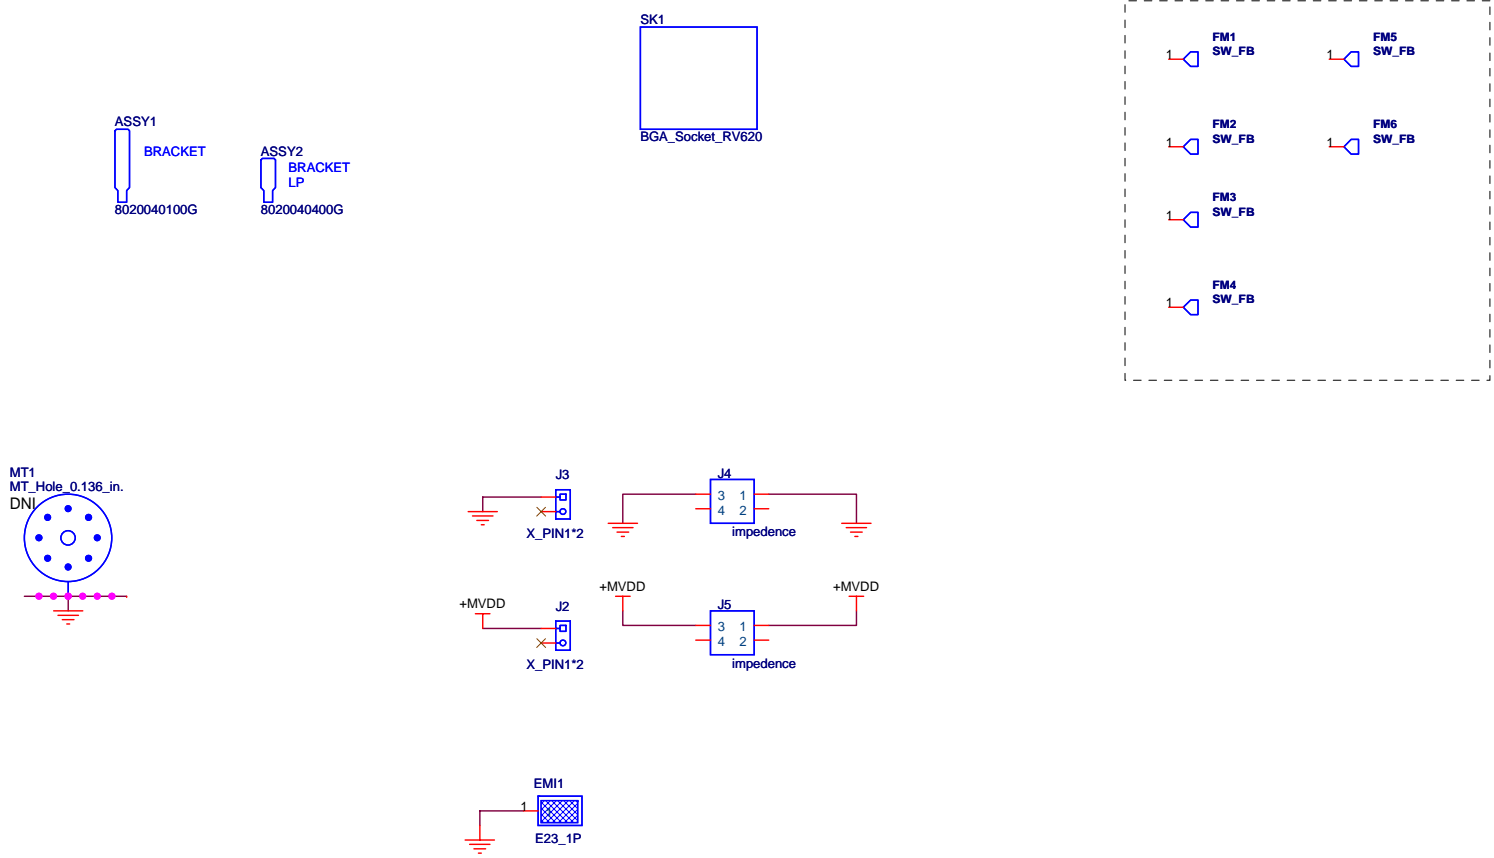 SK1
BGA_Socket_RV620
ASSY1
BRACKET
8020040100G
ASSY2
BRACKET
LP
8020040400G
FM1
SW_FB
1
FM5
SW_FB
1
FM2
SW_FB
1
FM6
SW_FB
1
FM3
SW_FB
1
FM4
SW_FB
1
MT1
MT_Hole_0.136_in.
DNI
J3
X_PIN1*2
J4
3 1
4 2
impedence
+MVDD
J2
X_PIN1*2
+MVDD
+MVDD
J5
3 1
4 2
impedence
EMI1
1
E23_1P